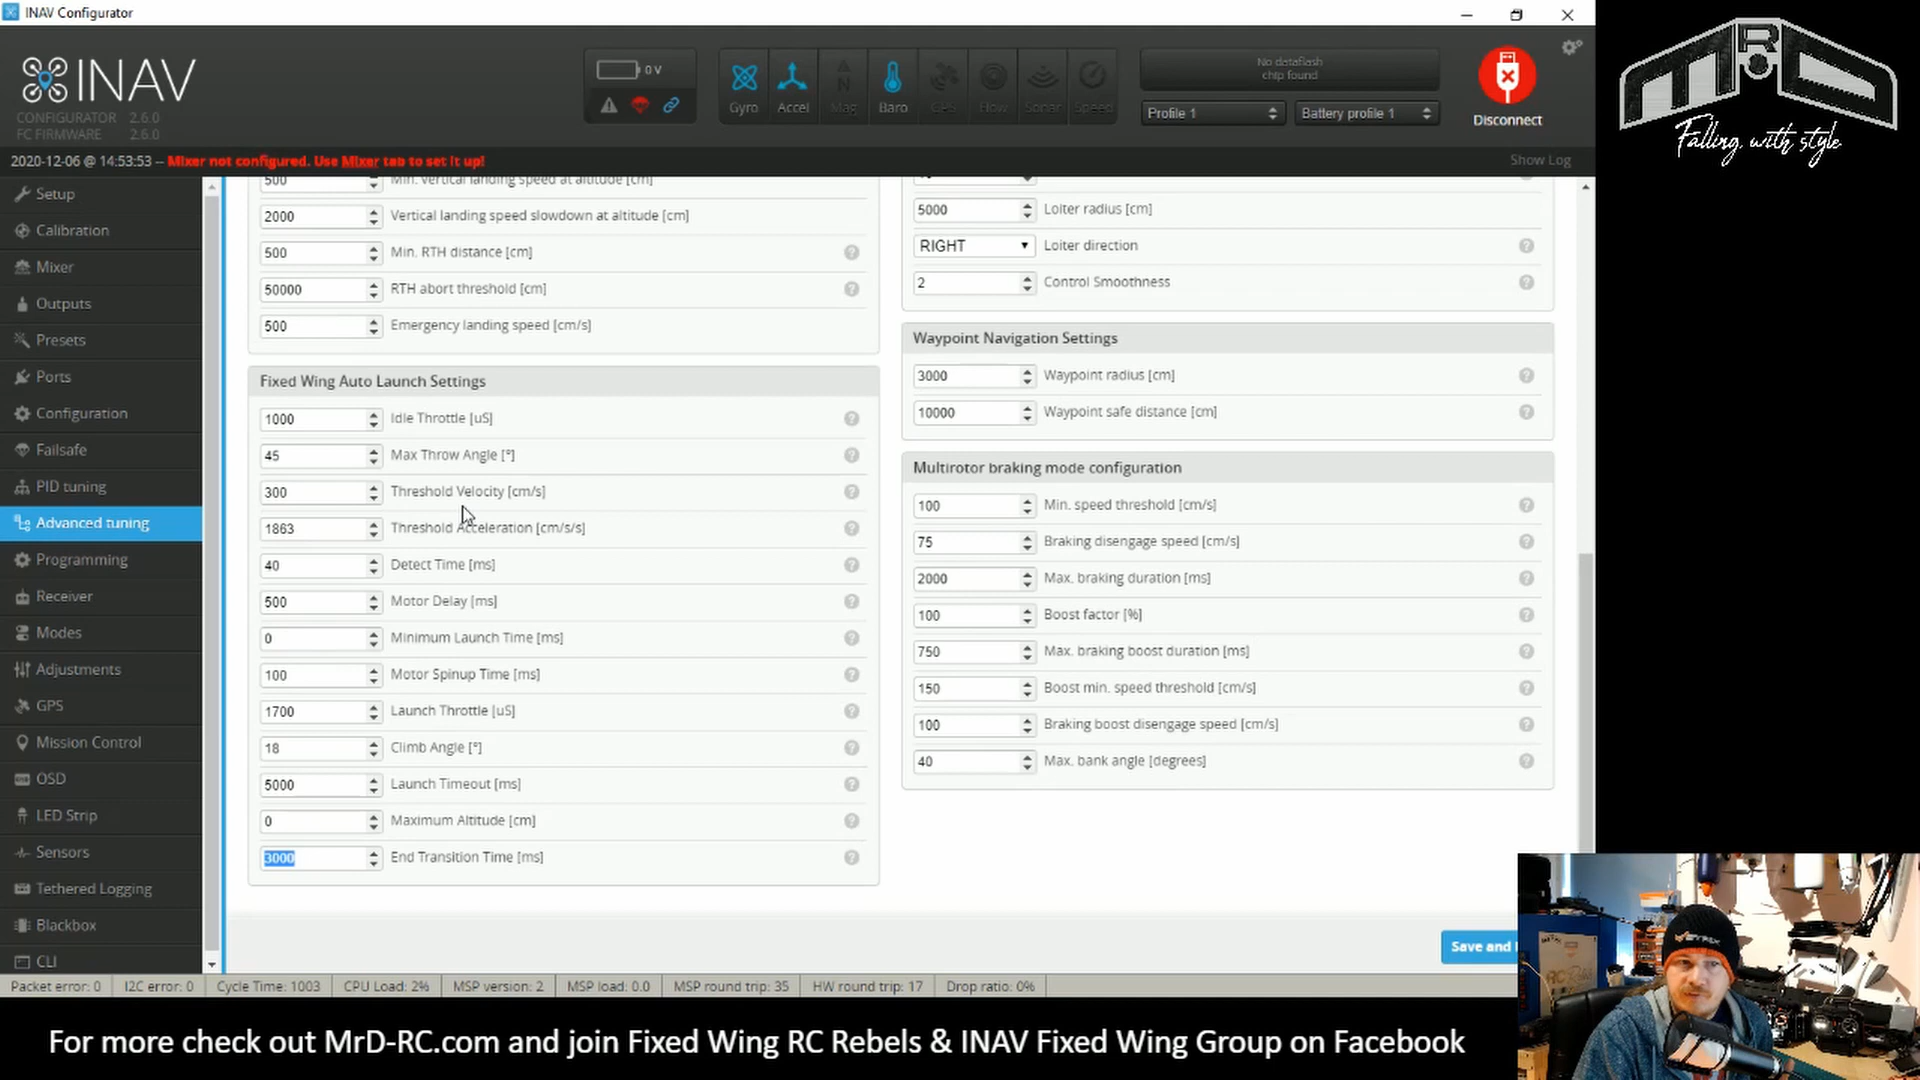 INAV Configurator
INAV
CONFIGURATOR 2.6.0
FC FIRMWARE 2.6.0
0 V
Gyro
Accel
Mag
Baro
GPS
Flow
Sonar
Speed
No dataflash
chip found
Profile 1
Battery profile 1
Disconnect
MRD
Falling with style
2020-12-06 @ 14:53:53 -- Mixer not configured. Use Mixer tab to set it up!
Show Log
Setup
Calibration
Mixer
Outputs
Presets
Ports
Configuration
Failsafe
PID tuning
Advanced tuning
Programming
Receiver
Modes
Adjustments
GPS
Mission Control
OSD
LED Strip
Sensors
Tethered Logging
Blackbox
CLI
500 Min. vertical landing speed at altitude [cm]
2000 Vertical landing speed slowdown at altitude [cm]
500 Min. RTH distance [cm]
50000 RTH abort threshold [cm]
500 Emergency landing speed [cm/s]
Fixed Wing Auto Launch Settings
1000 Idle Throttle [uS]
45 Max Throw Angle [°]
300 Threshold Velocity [cm/s]
1863 Threshold Acceleration [cm/s/s]
40 Detect Time [ms]
500 Motor Delay [ms]
0 Minimum Launch Time [ms]
100 Motor Spinup Time [ms]
1700 Launch Throttle [uS]
18 Climb Angle [°]
5000 Launch Timeout [ms]
0 Maximum Altitude [cm]
3000 End Transition Time [ms]
5000 Loiter radius [cm]
RIGHT Loiter direction
2 Control Smoothness
Waypoint Navigation Settings
3000 Waypoint radius [cm]
10000 Waypoint safe distance [cm]
Multirotor braking mode configuration
100 Min. speed threshold [cm/s]
75 Braking disengage speed [cm/s]
2000 Max. braking duration [ms]
100 Boost factor [%]
750 Max. braking boost duration [ms]
150 Boost min. speed threshold [cm/s]
100 Braking boost disengage speed [cm/s]
40 Max. bank angle [degrees]
Save and
Packet error: 0
I2C error: 0
Cycle Time: 1003
CPU Load: 2%
MSP version: 2
MSP load: 0.0
MSP round trip: 35
HW round trip: 17
Drop ratio: 0%
For more check out MrD-RC.com and join Fixed Wing RC Rebels & INAV Fixed Wing Group on Facebook